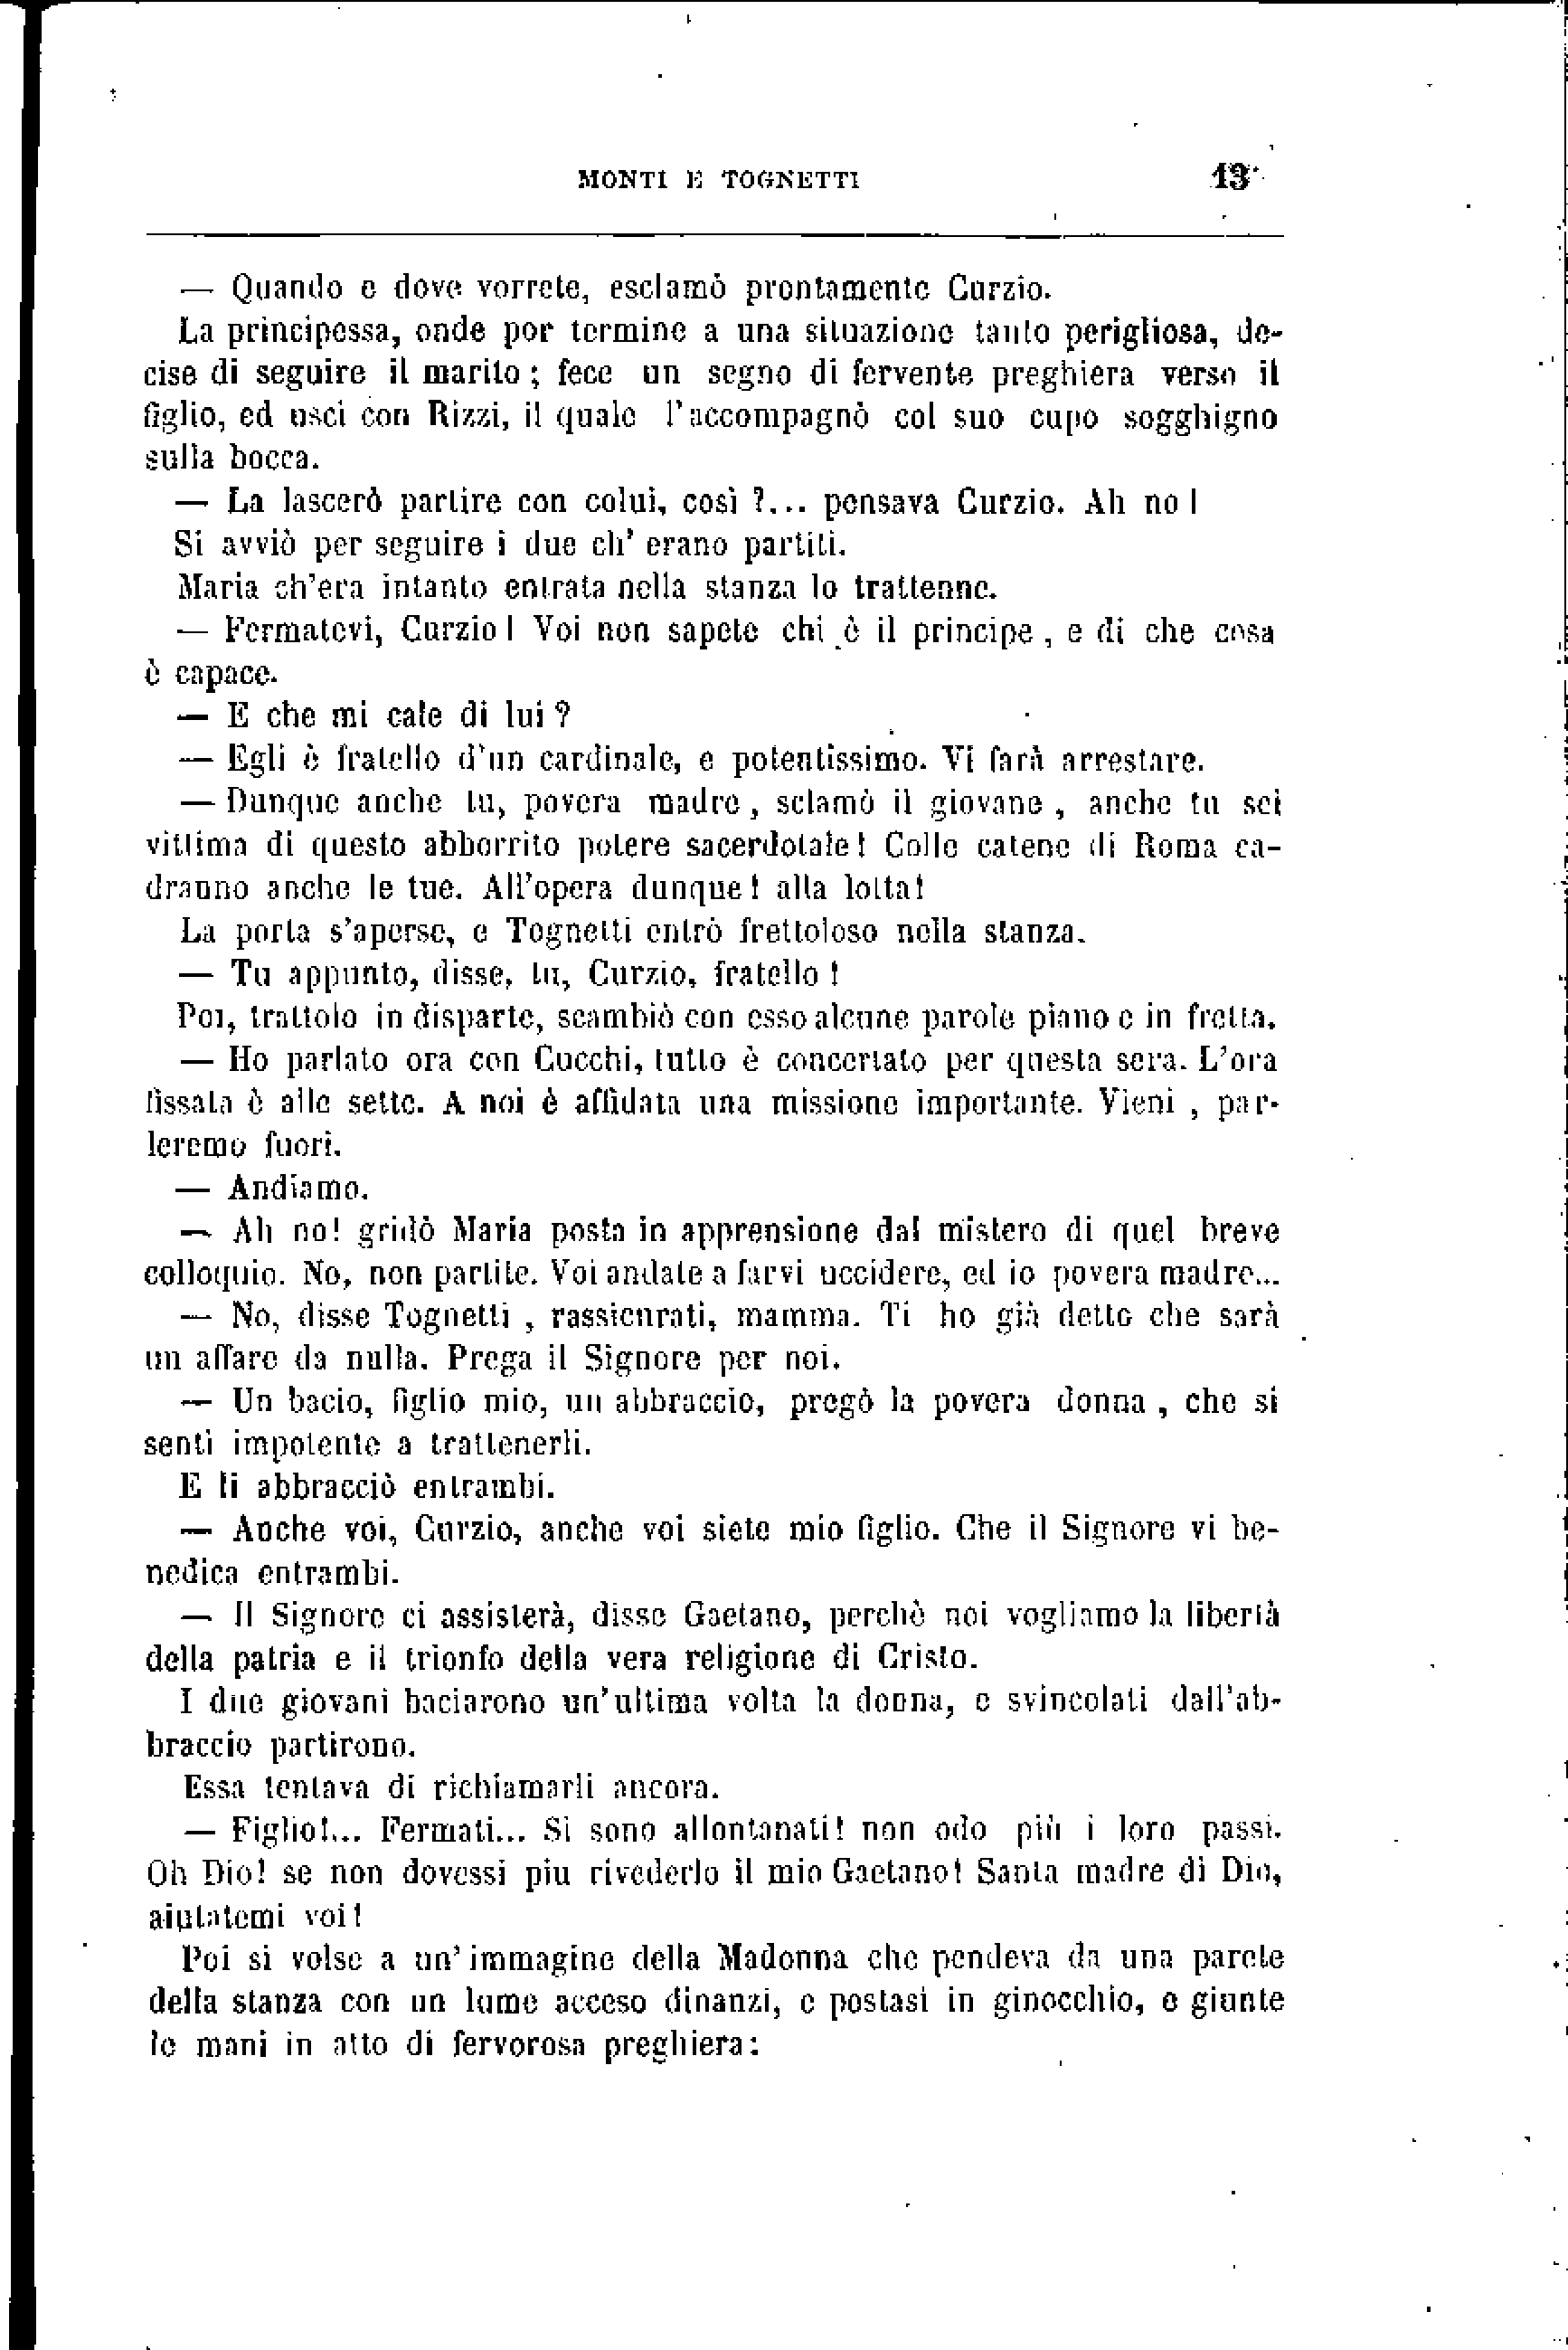 MONTI E TOGNETTI 13
— Quando e dove vorrete, esclamò prontamente Curzio.
La principessa, onde por termine a una situazione tanto perigliosa, de-
cise di seguire il marito; fece un segno di fervente preghiera verso il
figlio, ed uscì con Rizzi, il quale l'accompagnò col suo cupo sogghigno
sulla bocca.
— La lascerò partire con colui, così ?... pensava Curzio. Ah no!
Si avviò per seguire i due ch' erano partiti.
Maria ch'era intanto entrata nella stanza lo trattenne.
— Fermatevi, Curzio! Voi non sapete chi è il principe, e di che cosa
è capace.
— E che mi cale di lui?
— Egli è fratello d'un cardinale, e potentissimo. Vi farà arrestare.
— Dunque anche tu, povera madre, sclamò il giovane, anche tu sei
vittima di questo abborrito potere sacerdotale! Colle catene di Roma ca-
dranno anche le tue. All'opera dunque! alla lotta!
La porta s'aperse, e Tognetti entrò frettoloso nella stanza.
— Tu appunto, disse, tu, Curzio, fratello!
Poi, trattolo in disparte, scambiò con esso alcune parole piano e in fretta.
— Ho parlato ora con Cucchi, tutto è concertato per questa sera. L'ora
fissata è alle sette. A noi è affidata una missione importante. Vieni, par-
leremo fuori.
— Andiamo.
— Ah no! gridò Maria posta in apprensione dal mistero di quel breve
colloquio. No, non partite. Voi andate a farvi uccidere, ed io povera madre...
— No, disse Tognetti, rassicurati, mamma. Ti ho già detto che sarà
un affare da nulla. Prega il Signore per noi.
— Un bacio, figlio mio, un abbraccio, pregò la povera donna, che si
sentì impotente a trattenerli.
E li abbracciò entrambi.
— Anche voi, Curzio, anche voi siete mio figlio. Che il Signore vi be-
nedica entrambi.
— Il Signore ci assisterà, disse Gaetano, perchè noi vogliamo la libertà
della patria e il trionfo della vera religione di Cristo.
I due giovani baciarono un'ultima volta la donna, e svincolati dall'ab-
braccio partirono.
Essa tentava di richiamarli ancora.
— Figlio!... Fermati... Si sono allontanati! non odo più i loro passi.
Oh Dio! se non dovessi piu rivederlo il mio Gaetano! Santa madre di Dio,
aiutatemi voi!
Poi si volse a un' immagine della Madonna che pendeva da una parete
della stanza con un lume acceso dinanzi, e postasi in ginocchio, e giunte
le mani in atto di fervorosa preghiera: